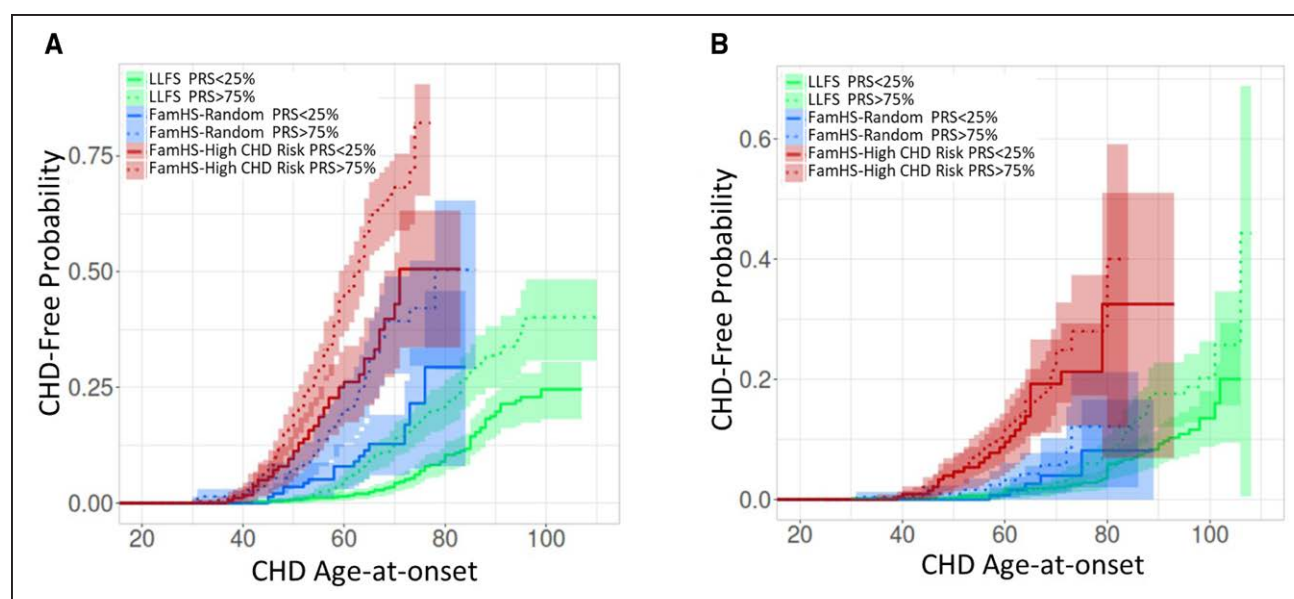 A
LLFS PRS<25%
LLFS PRS>75%
FamHS-Random PRS<25%
FamHS-Random PRS>75%
FamHS-High CHD Risk PRS<25%
FamHS-High CHD Risk PRS>75%
CHD-Free Probability
0.75
0.50
0.25
0.00
20 40 60 80 100
CHD Age-at-onset
B
LLFS PRS<25%
LLFS PRS>75%
FamHS-Random PRS<25%
FamHS-Random PRS>75%
FamHS-High CHD Risk PRS<25%
FamHS-High CHD Risk PRS>75%
CHD-Free Probability
0.6
0.4
0.2
0.0
20 40 60 80 100
CHD Age-at-onset